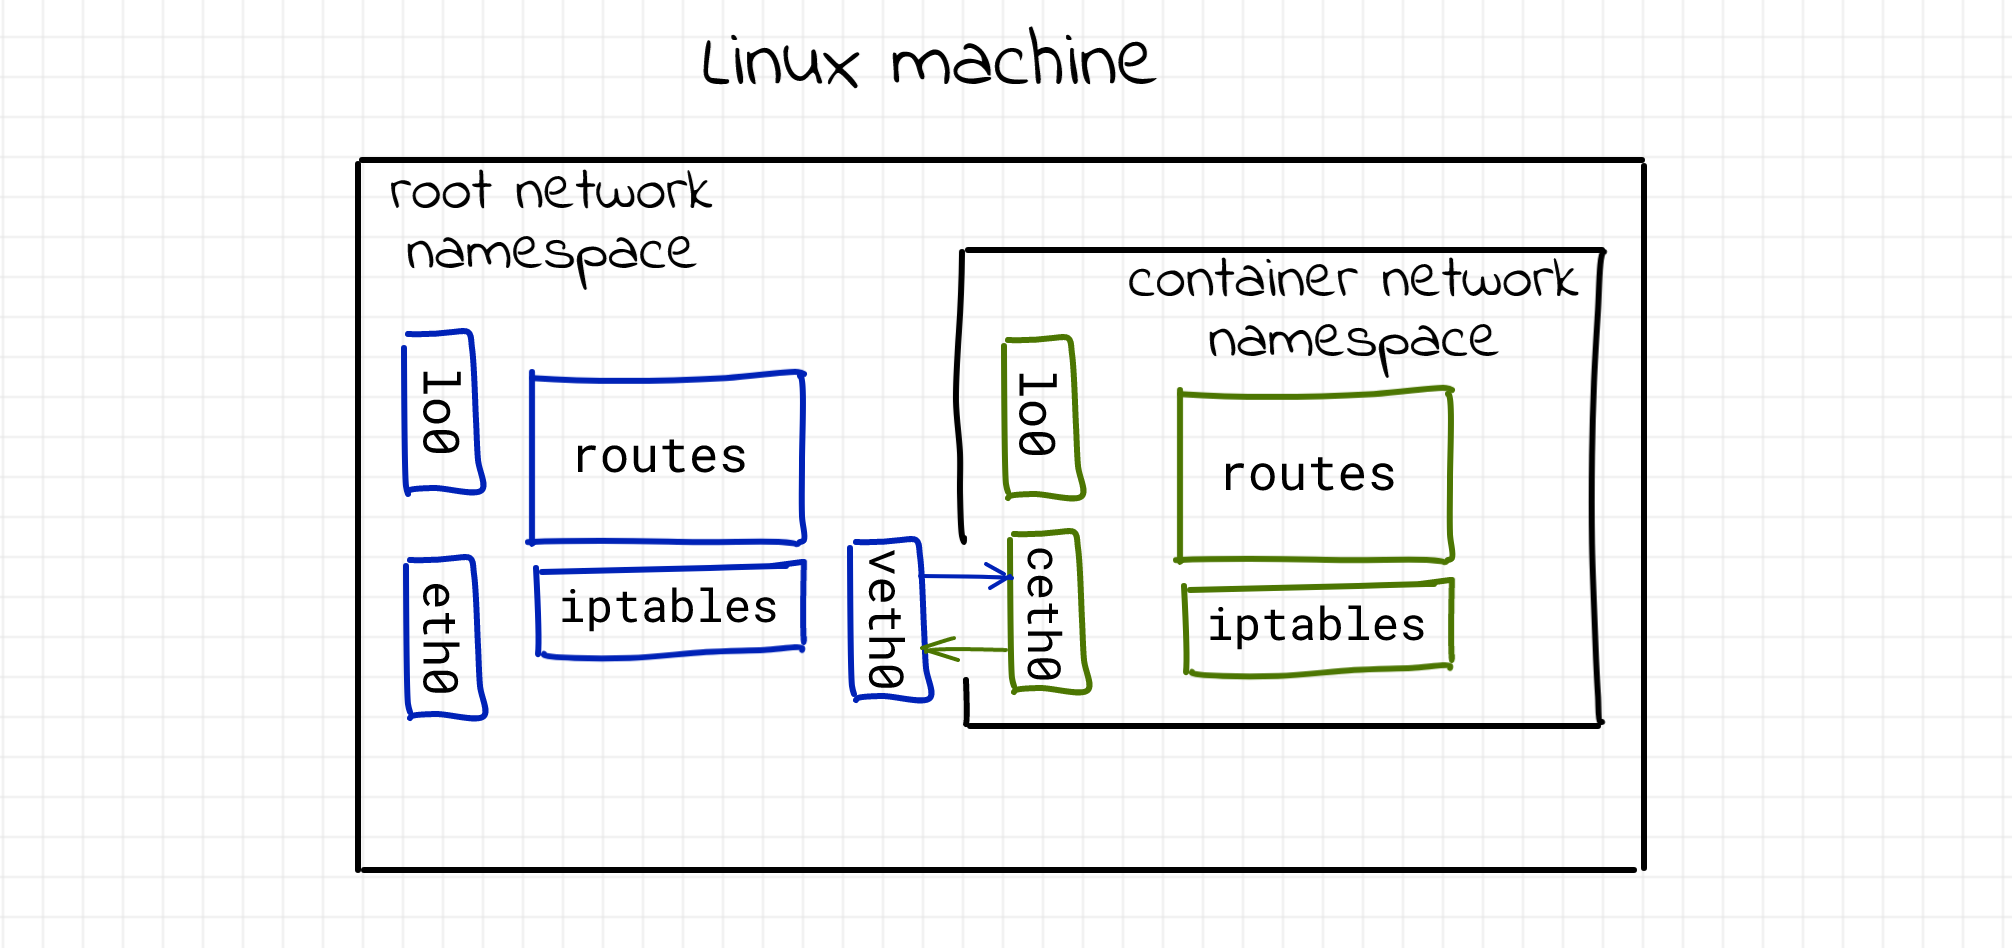 Linux machine
root network
namespace
lo0
routes
eth0
iptables
veth0
container network
namespace
lo0
routes
ceth0
iptables